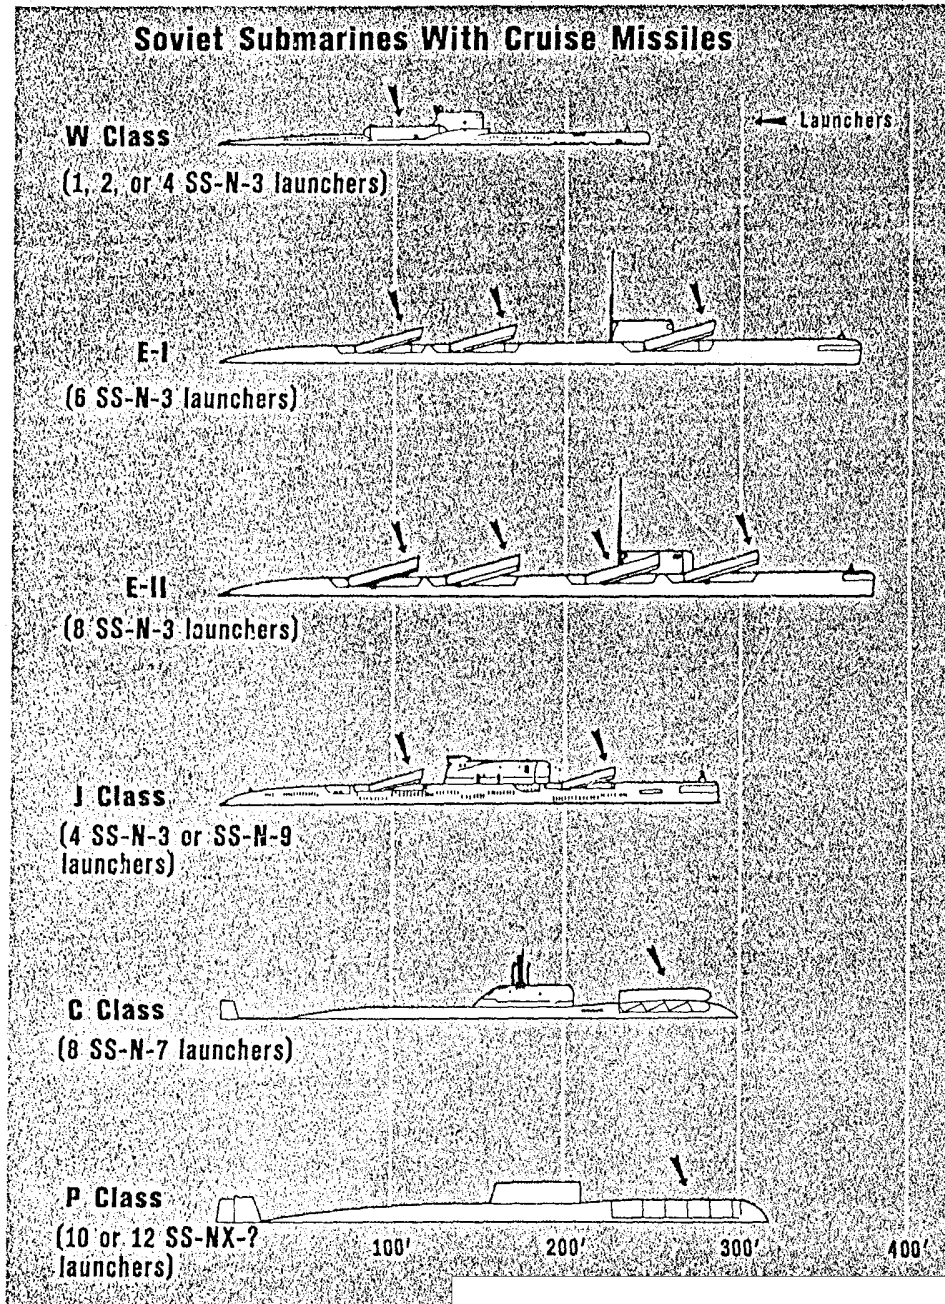 Soviet Submarines With Cruise Missiles
Launchers
W Class
(1, 2, or 4 SS-N-3 launchers)
E-I
(6 SS-N-3 launchers)
E-II
(8 SS-N-3 launchers)
J Class
(4 SS-N-3 or SS-N-9
launchers)
C Class
(8 SS-N-7 launchers)
P Class
(10 or 12 SS-NX-?
launchers)
100' 200' 300' 400'